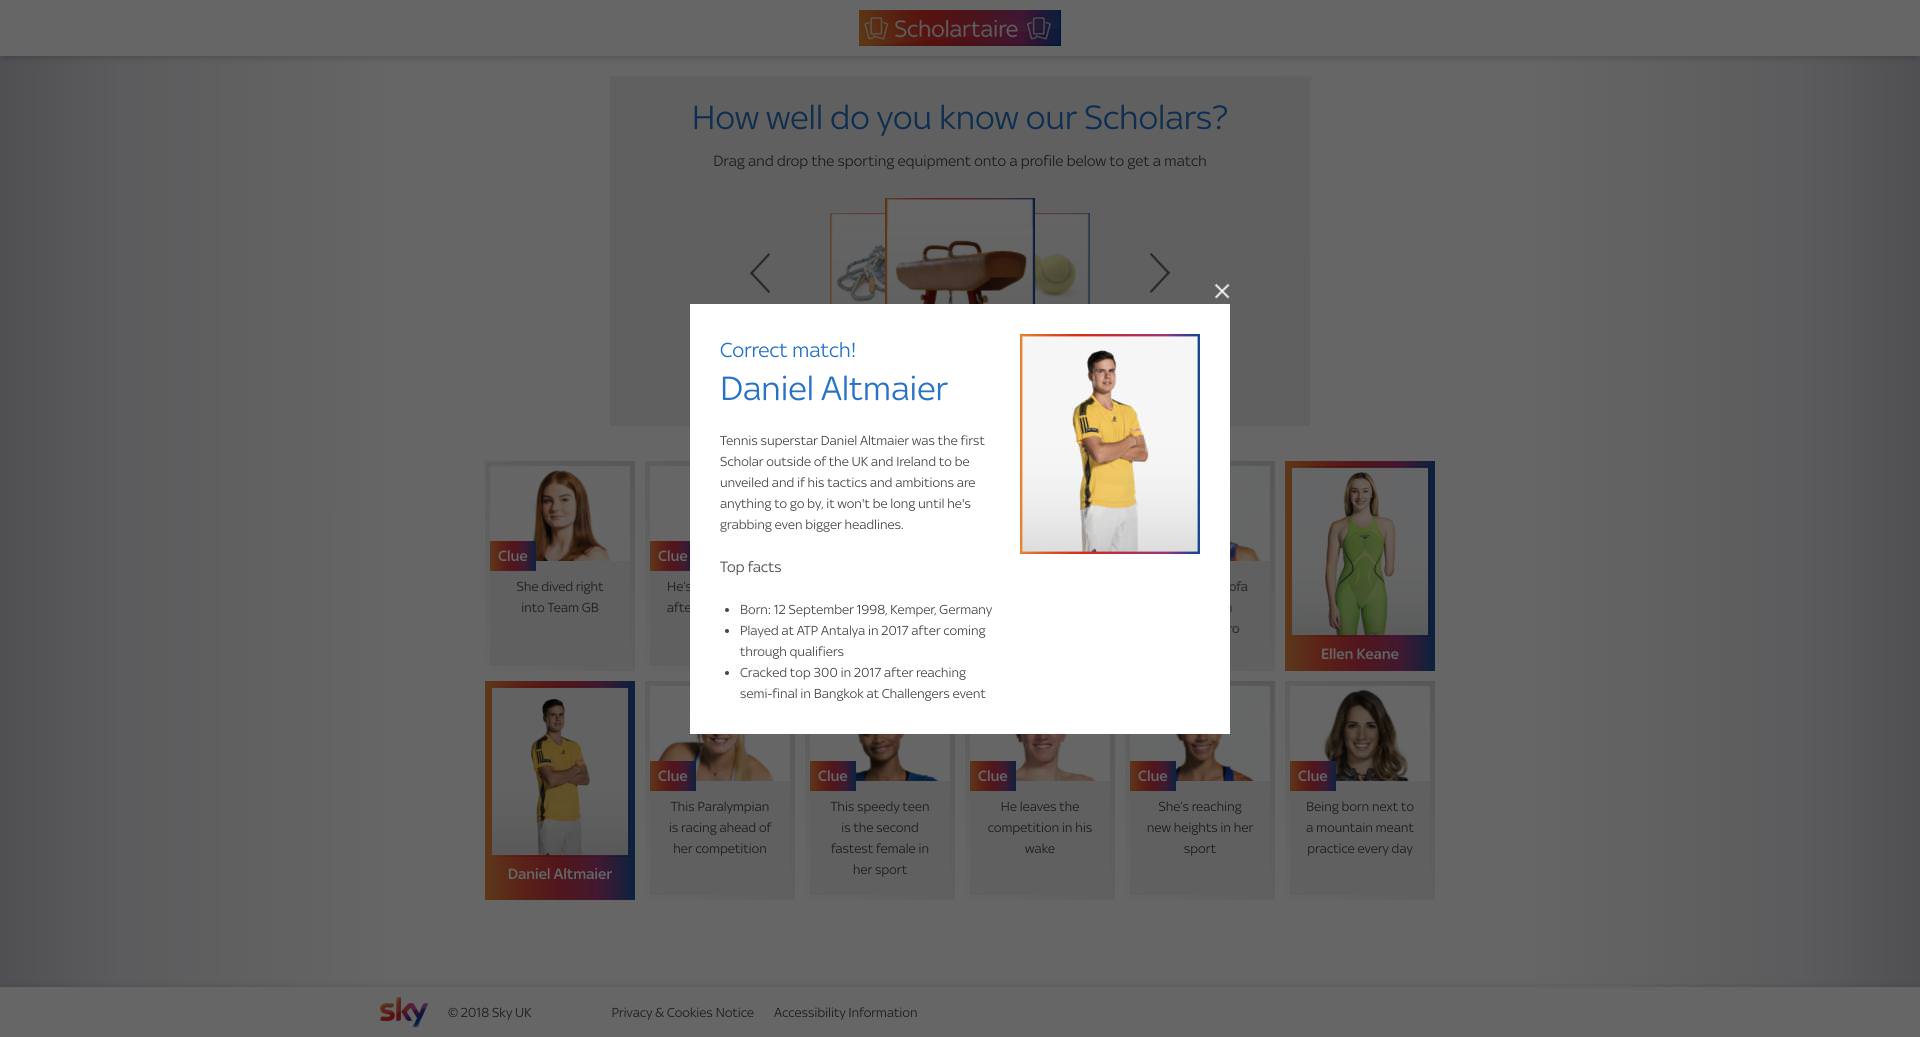 Scholartaire
How well do you know our Scholars?
Drag and drop the sporting equipment onto a profile below to get a match
Correct match!
Daniel Altmaier
Tennis superstar Daniel Altmaier was the first
Scholar outside of the UK and Ireland to be
unveiled and if his tactics and ambitions are
anything to go by, it won't be long until he's
grabbing even bigger headlines.
Top facts
• Born: 12 September 1998, Kemper, Germany
• Played at ATP Antalya in 2017 after coming
through qualifiers
• Cracked top 300 in 2017 after reaching
semi-final in Bangkok at Challengers event
Clue
She dived right
into Team GB
Clue
He's
afte
Ellen Keane
Daniel Altmaier
Clue
This Paralympian
is racing ahead of
her competition
Clue
This speedy teen
is the second
fastest female in
her sport
Clue
He leaves the
competition in his
wake
Clue
She's reaching
new heights in her
sport
Clue
Being born next to
a mountain meant
practice every day
sky
© 2018 Sky UK
Privacy & Cookies Notice
Accessibility Information